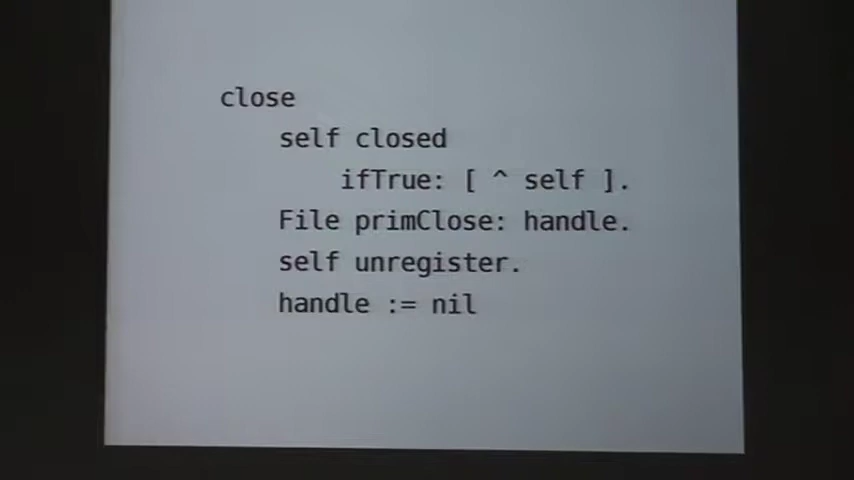 close
self closed
ifTrue: [ ^ self ].
File primClose: handle.
self unregister.
handle := nil